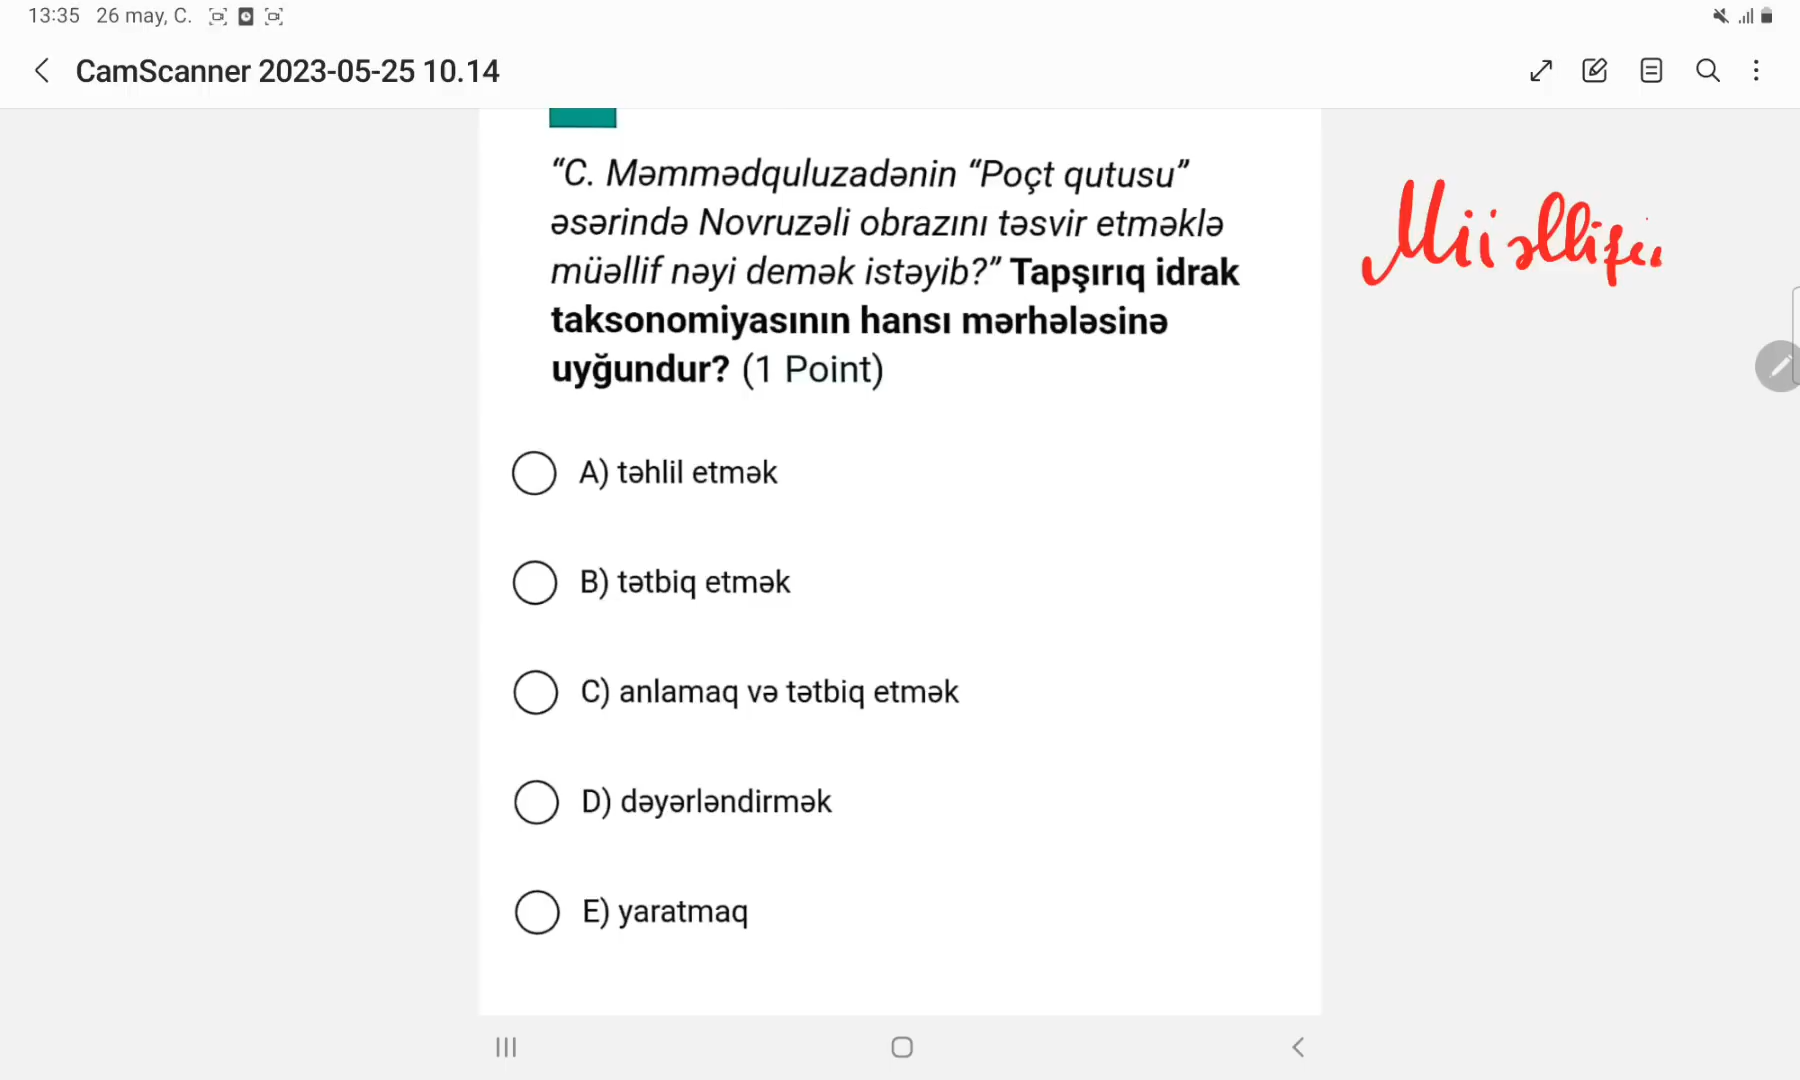 13:35 26 may, C.
CamScanner 2023-05-25 10.14
“C. Məmmədquluzadənin “Poçt qutusu”
əsərində Novruzəli obrazını təsvir etməklə
müəllif nəyi demək istəyib?” Tapşırıq idrak
taksonomiyasının hansı mərhələsinə
uyğundur? (1 Point)
A) təhlil etmək
B) tətbiq etmək
C) anlamaq və tətbiq etmək
D) dəyərləndirmək
E) yaratmaq